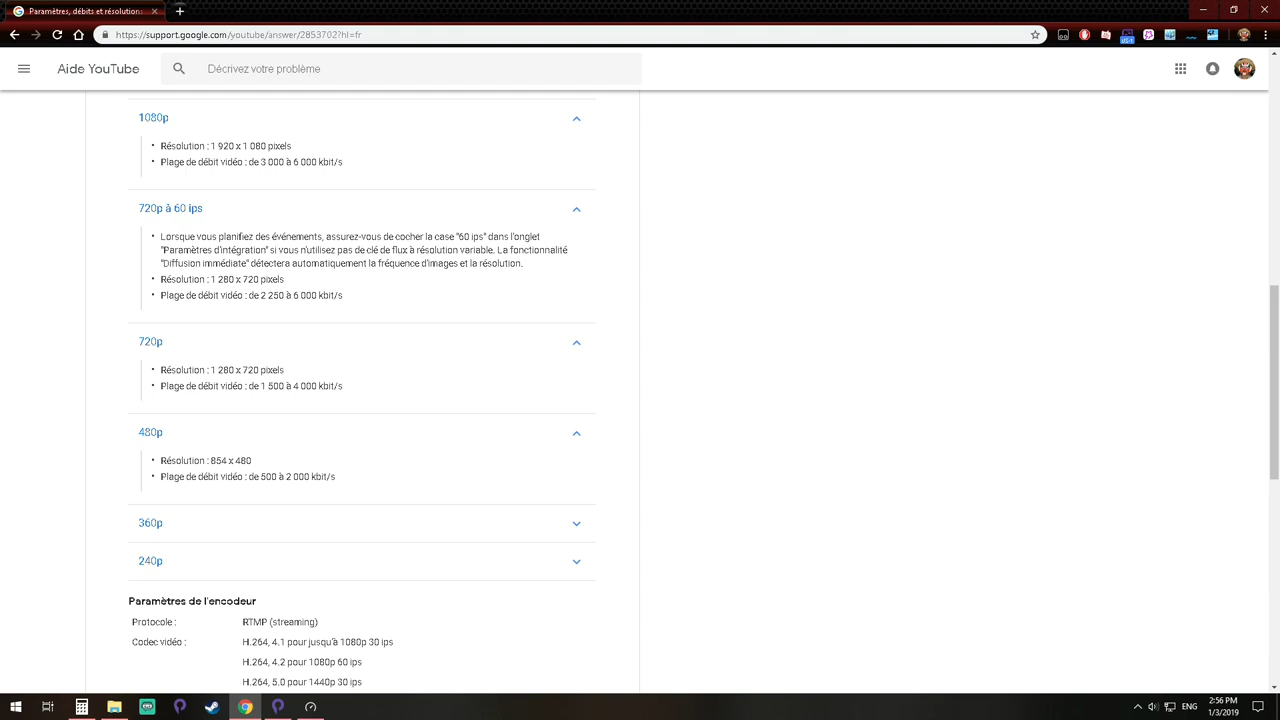 Paramètres, débits et résolutions
https://support.google.com/youtube/answer/2853702?hl=fr
Aide YouTube
Décrivez votre problème
1080p
• Résolution : 1 920 x 1 080 pixels
• Plage de débit vidéo : de 3 000 à 6 000 kbit/s
720p à 60 ips
• Lorsque vous planifiez des événements, assurez-vous de cocher la case "60 ips" dans l'onglet
"Paramètres d'intégration" si vous n'utilisez pas de clé de flux à résolution variable. La fonctionnalité
"Diffusion immédiate" détectera automatiquement la fréquence d'images et la résolution.
• Résolution : 1 280 x 720 pixels
• Plage de débit vidéo : de 2 250 à 6 000 kbit/s
720p
• Résolution : 1 280 x 720 pixels
• Plage de débit vidéo : de 1 500 à 4 000 kbit/s
480p
• Résolution : 854 x 480
• Plage de débit vidéo : de 500 à 2 000 kbit/s
360p
240p
Paramètres de l'encodeur
Protocole : RTMP (streaming)
Codec vidéo : H.264, 4.1 pour jusqu'à 1080p 30 ips
H.264, 4.2 pour 1080p 60 ips
H.264, 5.0 pour 1440p 30 ips
ENG
2:56 PM
1/3/2019